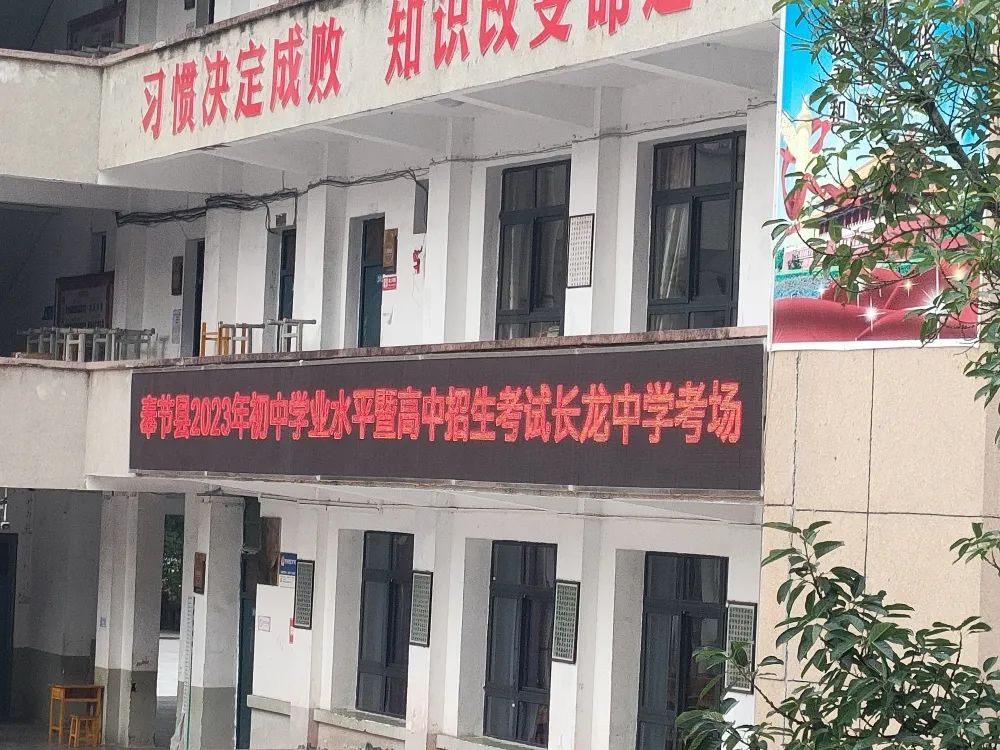 习惯决定成败 知识改变命运
和
奉节县2023年初中学业水平暨高中招生考试长龙中学考场